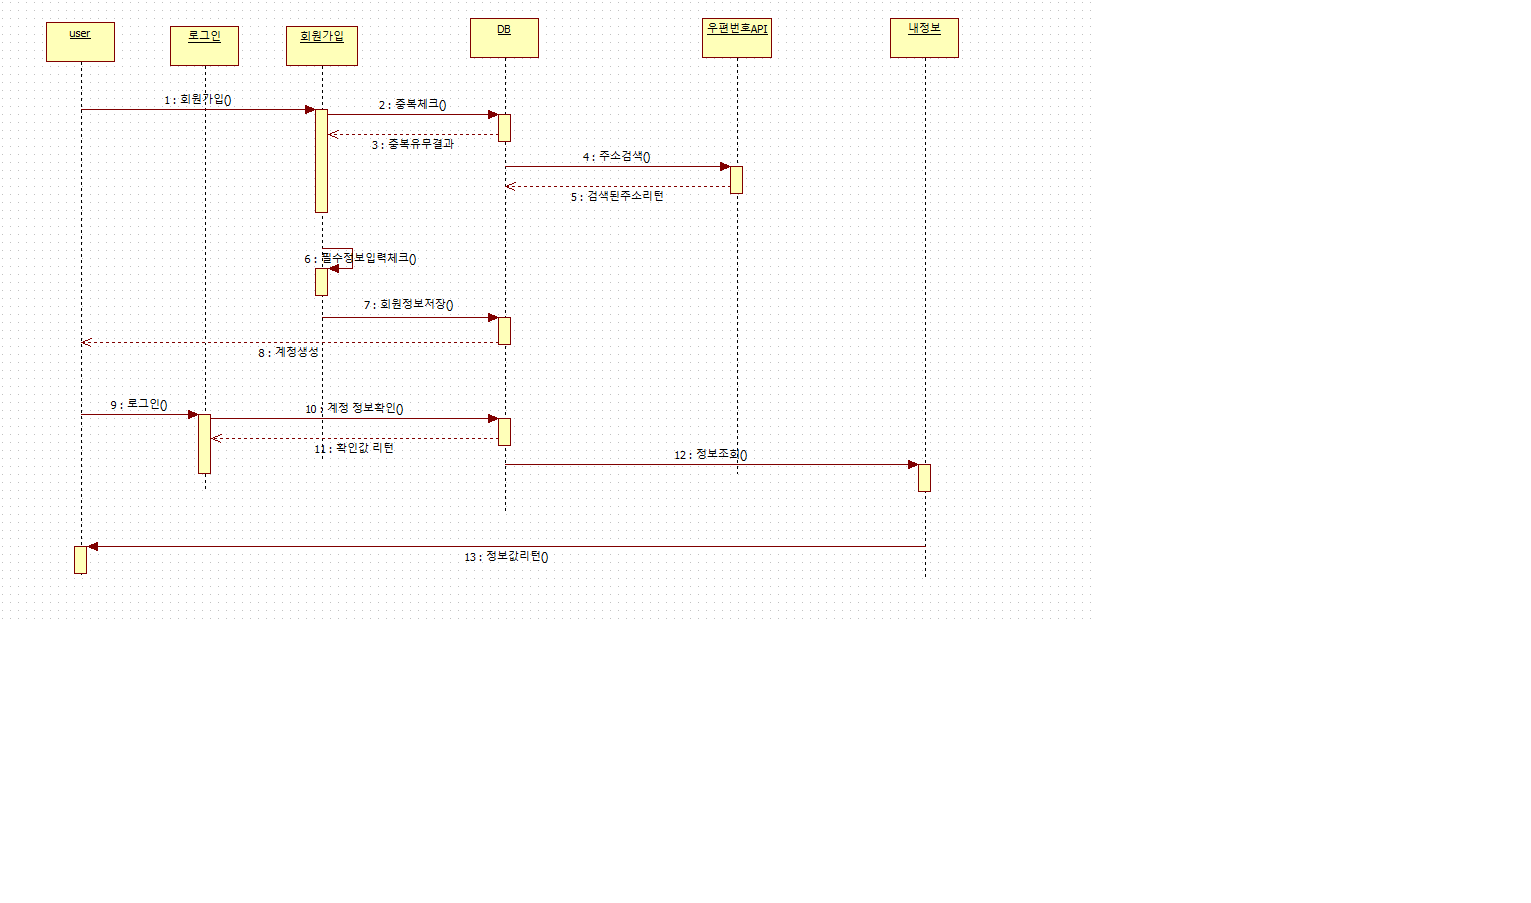 user
로그인
회원가입
DB
우편번호API
내정보
1 : 회원가입()
2 : 중복체크()
3 : 중복유무결과
4 : 주소검색()
5 : 검색된주소리턴
6 : 필수정보입력체크()
7 : 회원정보저장()
8 : 계정생성
9 : 로그인()
10 : 계정 정보확인()
11 : 확인값 리턴
12 : 정보조회()
13 : 정보값리턴()